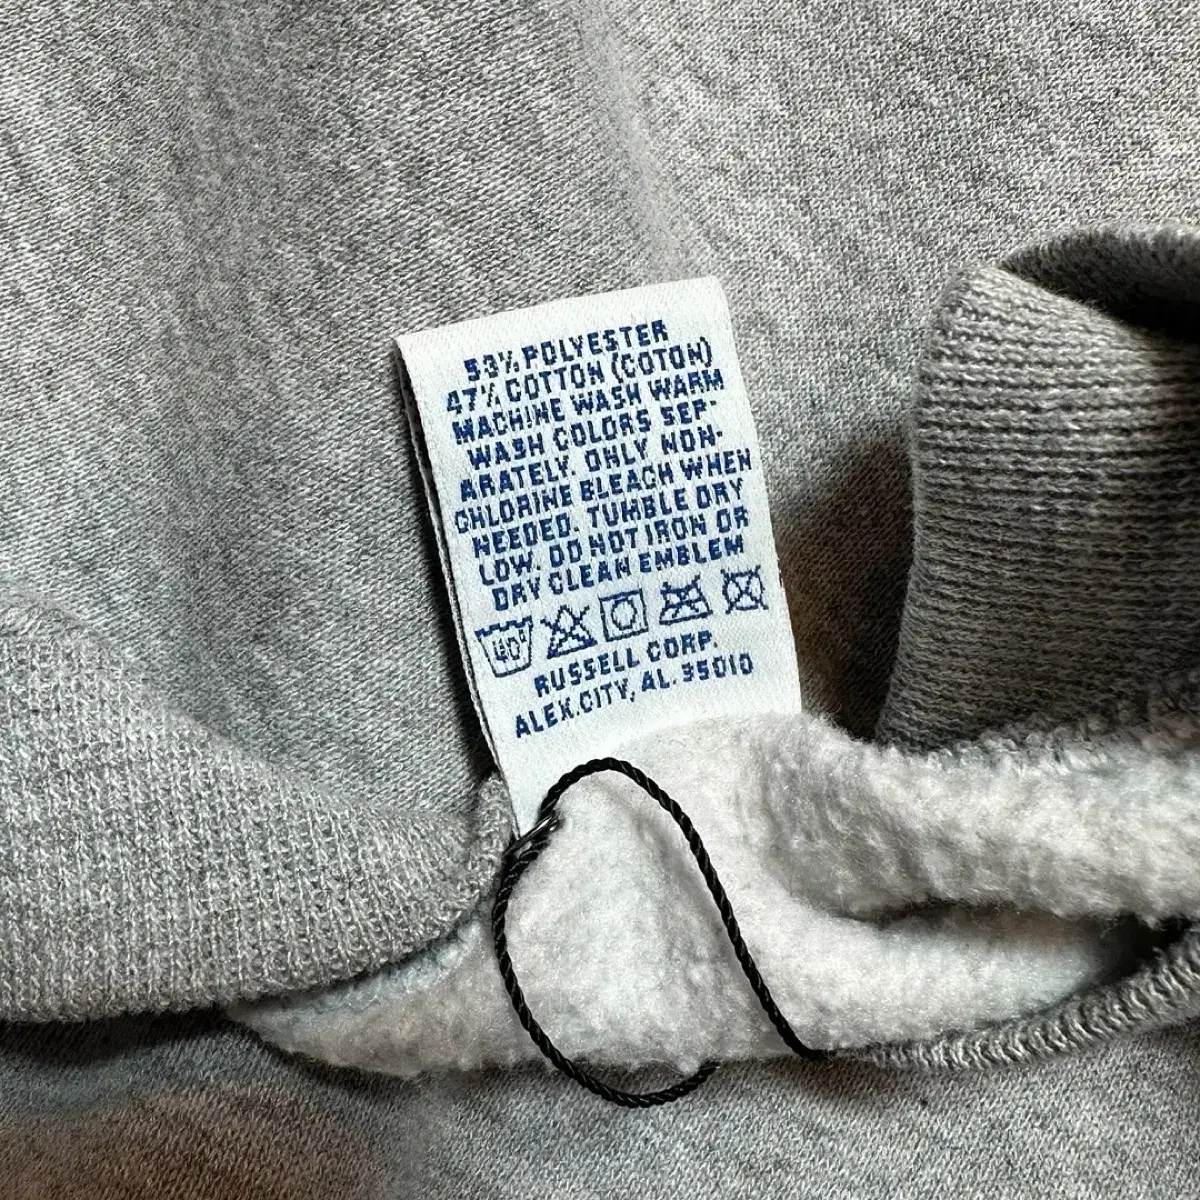 53% POLYESTER
47% COTTON (COTON)
MACHINE WASH WARM
WASH COLORS SEP-
ARATELY. ONLY NON-
CHLORINE BLEACH WHEN
NEEDED. TUMBLE DRY
LOW. DO NOT IRON OR
DRY CLEAN EMBLEM
40°
RUSSELL CORP.
ALEX.CITY, AL. 35010